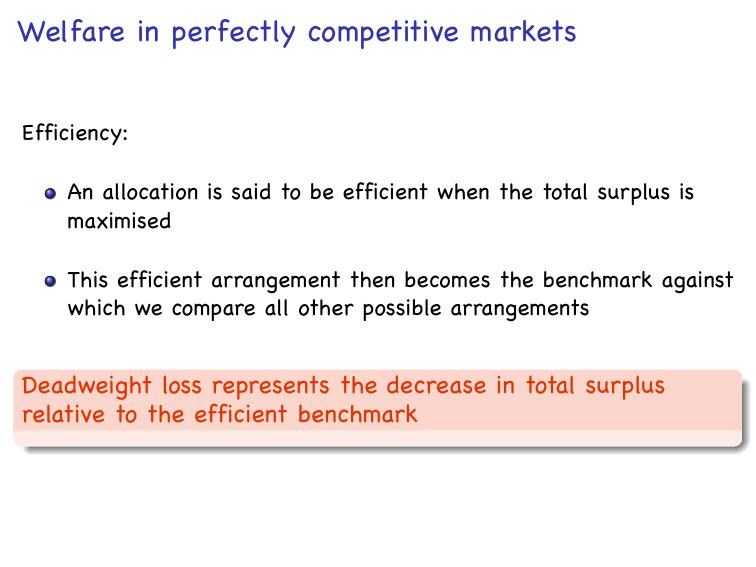 Welfare in perfectly competitive markets
Efficiency:
An allocation is said to be efficient when the total surplus is
maximised
This efficient arrangement then becomes the benchmark against
which we compare all other possible arrangements
Deadweight loss represents the decrease in total surplus
relative to the efficient benchmark